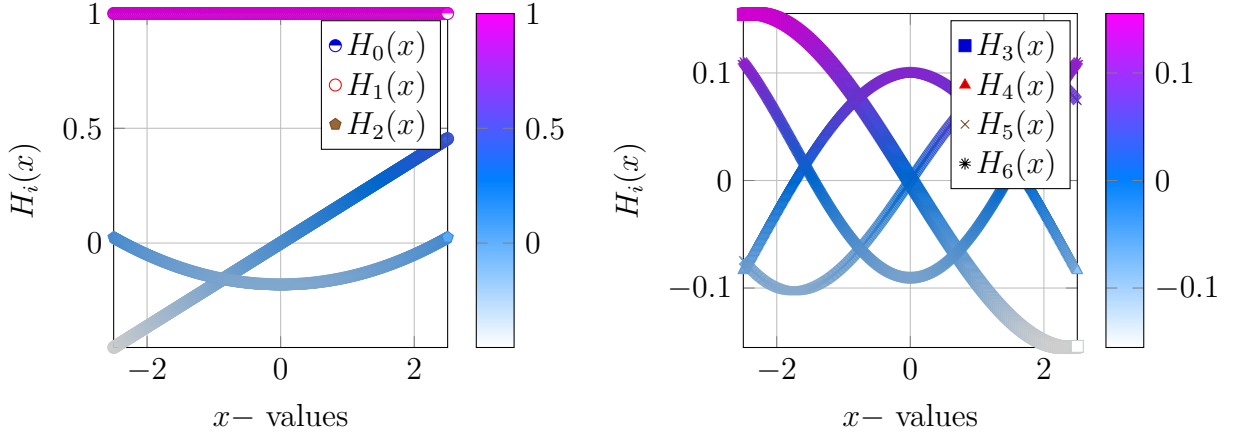 1
0.5
0
−2
0
2
x− values
H_i(x)
H_0(x)
H_1(x)
H_2(x)
1
0.5
0
0.1
0
−0.1
−2
0
2
x− values
H_i(x)
H_3(x)
H_4(x)
H_5(x)
H_6(x)
0.1
0
−0.1